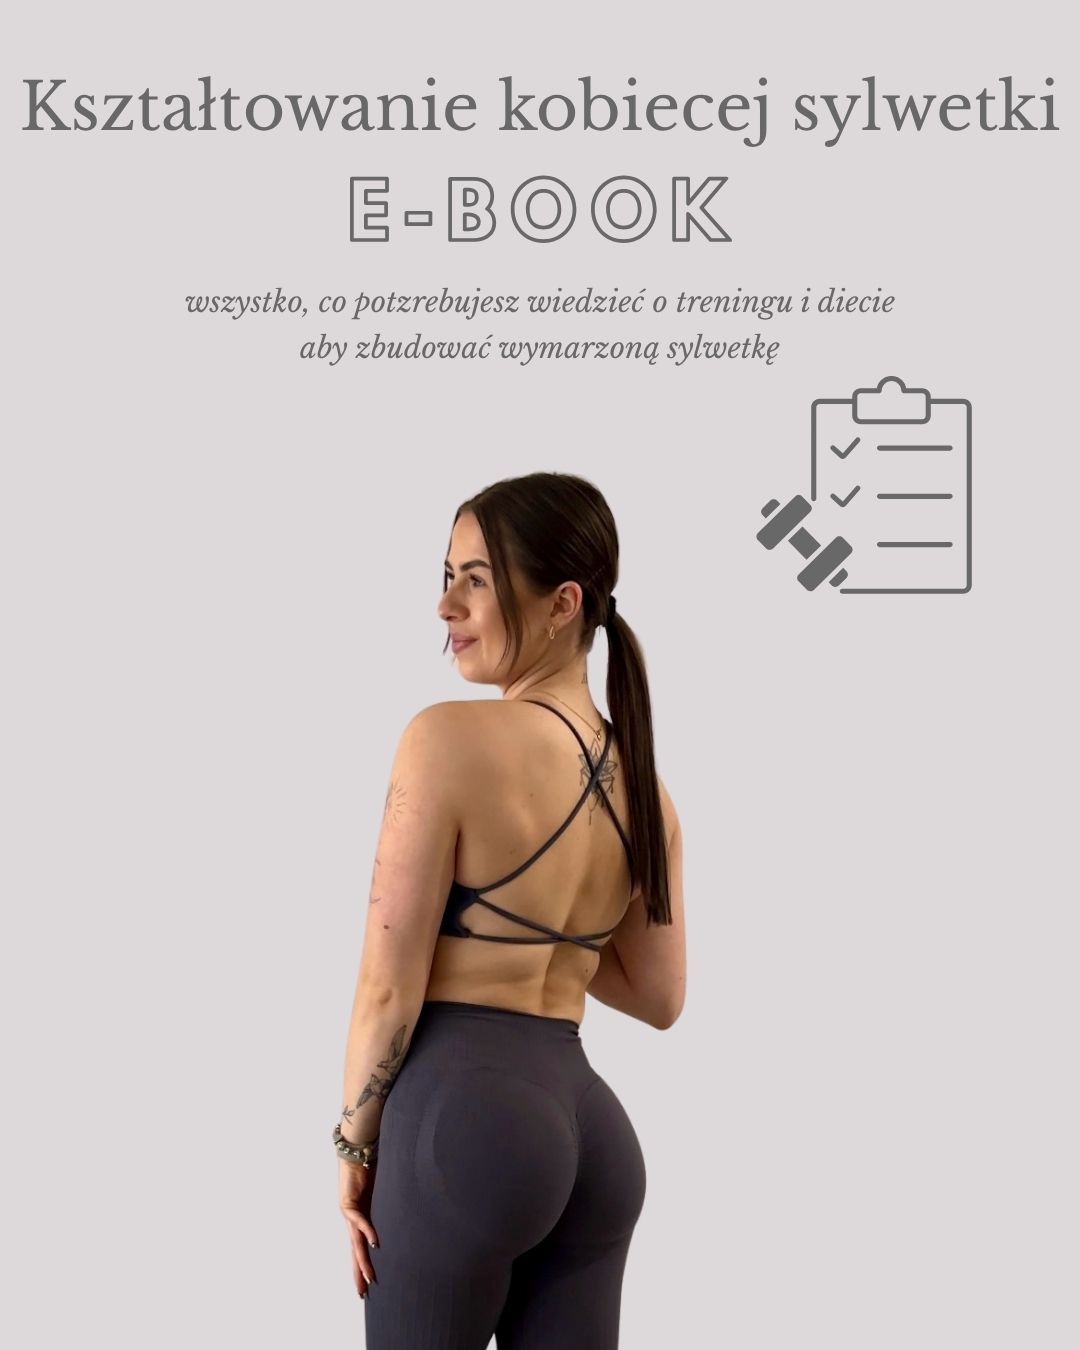 Kształtowanie kobiecej sylwetki
E-BOOK
wszystko, co potzrebujesz wiedzieć o treningu i diecie
aby zbudować wymarzoną sylwetkę